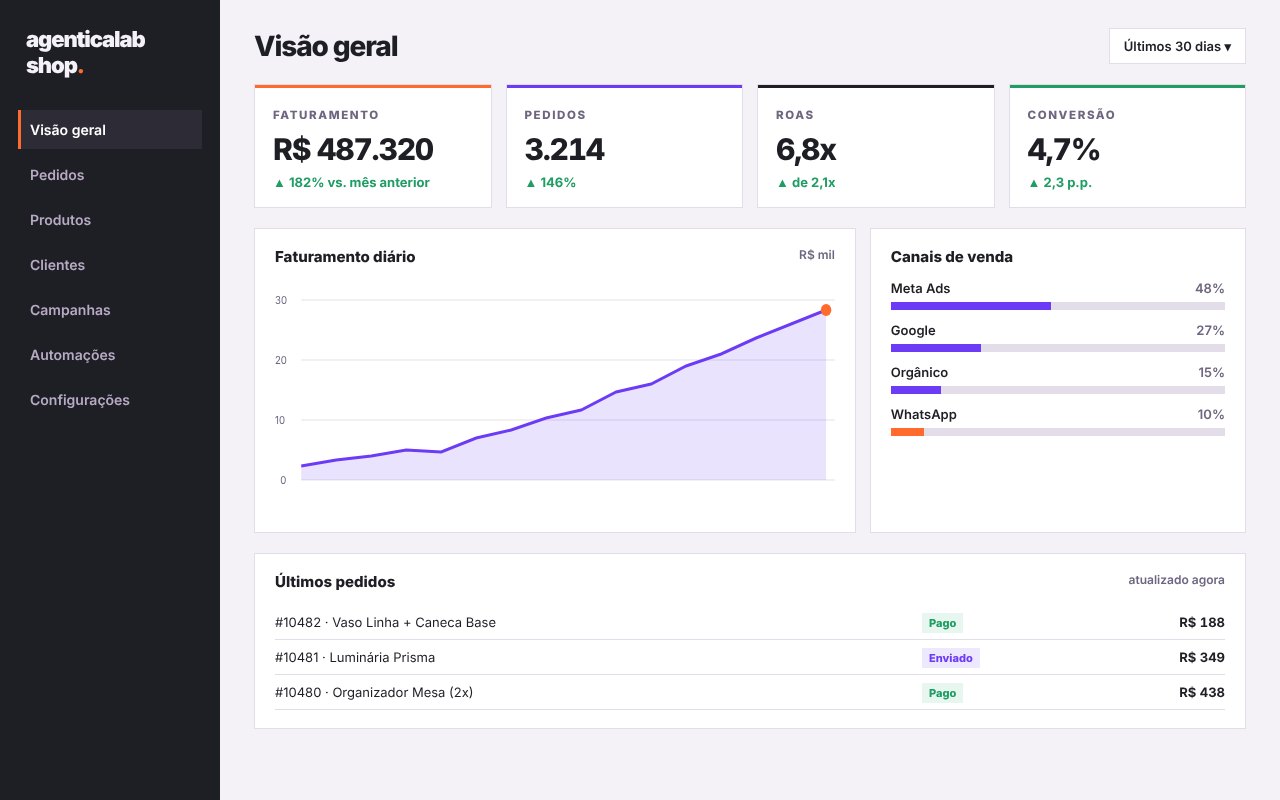 agenticalab
shop.
Visão geral
Pedidos
Produtos
Clientes
Campanhas
Automações
Configurações
Visão geral
Últimos 30 dias ▾
FATURAMENTO
R$ 487.320
▲ 182% vs. mês anterior
PEDIDOS
3.214
▲ 146%
ROAS
6,8x
▲ de 2,1x
CONVERSÃO
4,7%
▲ 2,3 p.p.
Faturamento diário
R$ mil
30
20
10
0
Canais de venda
Meta Ads 48%
Google 27%
Orgânico 15%
WhatsApp 10%
Últimos pedidos
atualizado agora
#10482 · Vaso Linha + Caneca Base Pago R$ 188
#10481 · Luminária Prisma Enviado R$ 349
#10480 · Organizador Mesa (2x) Pago R$ 438